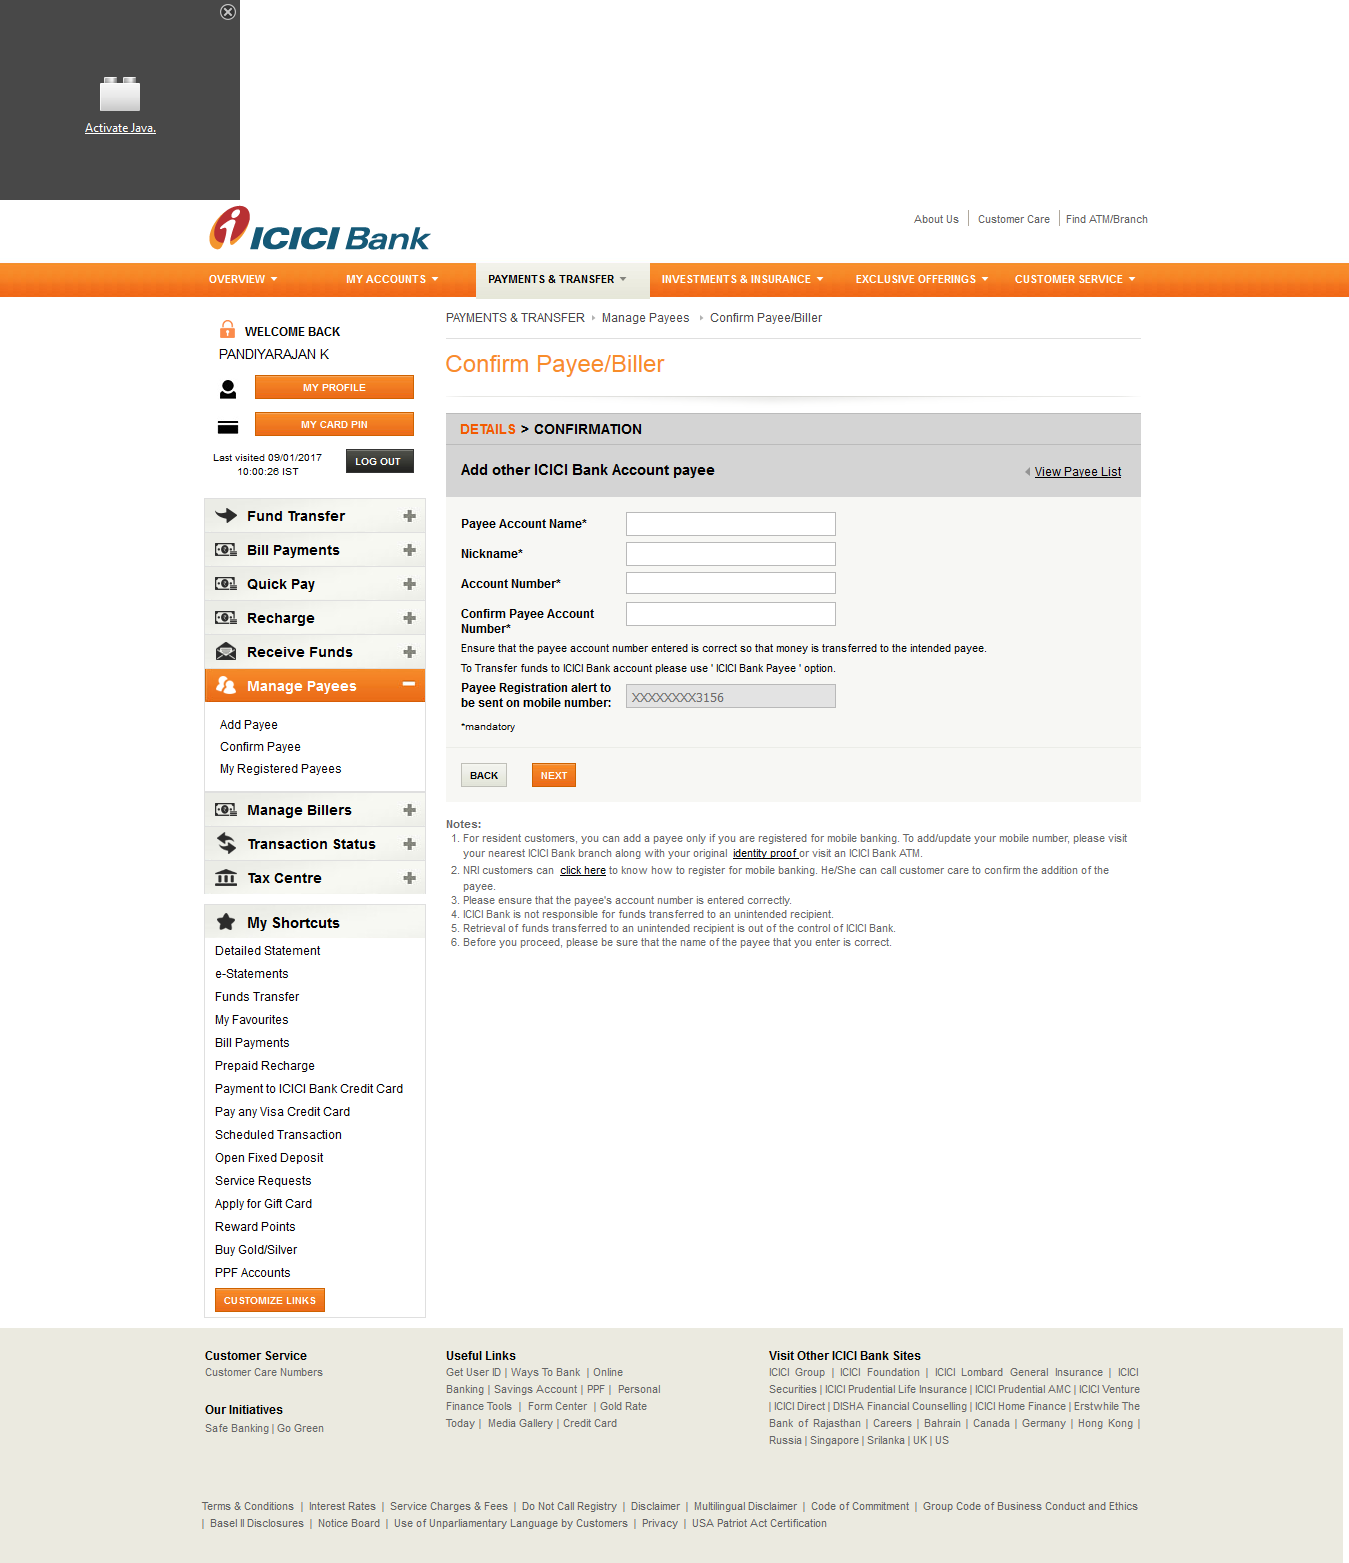 Activate Java.
ICICI Bank
About Us
Customer Care
Find ATM/Branch
OVERVIEW
MY ACCOUNTS
PAYMENTS & TRANSFER
INVESTMENTS & INSURANCE
EXCLUSIVE OFFERINGS
CUSTOMER SERVICE
WELCOME BACK
PANDIYARAJAN K
MY PROFILE
MY CARD PIN
Last visited 09/01/2017
10:00:26 IST
LOG OUT
Fund Transfer
Bill Payments
Quick Pay
Recharge
Receive Funds
Manage Payees
Add Payee
Confirm Payee
My Registered Payees
Manage Billers
Transaction Status
Tax Centre
My Shortcuts
Detailed Statement
e-Statements
Funds Transfer
My Favourites
Bill Payments
Prepaid Recharge
Payment to ICICI Bank Credit Card
Pay any Visa Credit Card
Scheduled Transaction
Open Fixed Deposit
Service Requests
Apply for Gift Card
Reward Points
Buy Gold/Silver
PPF Accounts
CUSTOMIZE LINKS
PAYMENTS & TRANSFER Manage Payees Confirm Payee/Biller
Confirm Payee/Biller
DETAILS > CONFIRMATION
Add other ICICI Bank Account payee
View Payee List
Payee Account Name*
Nickname*
Account Number*
Confirm Payee Account
Number*
Ensure that the payee account number entered is correct so that money is transferred to the intended payee.
To Transfer funds to ICICI Bank account please use ' ICICI Bank Payee ' option.
Payee Registration alert to
be sent on mobile number:
XXXXXXXX3156
*mandatory
BACK
NEXT
Notes:
1. For resident customers, you can add a payee only if you are registered for mobile banking. To add/update your mobile number, please visit
your nearest ICICI Bank branch along with your original identity proof or visit an ICICI Bank ATM.
2. NRI customers can click here to know how to register for mobile banking. He/She can call customer care to confirm the addition of the
payee.
3. Please ensure that the payee's account number is entered correctly.
4. ICICI Bank is not responsible for funds transferred to an unintended recipient.
5. Retrieval of funds transferred to an unintended recipient is out of the control of ICICI Bank.
6. Before you proceed, please be sure that the name of the payee that you enter is correct.
Customer Service
Customer Care Numbers
Our Initiatives
Safe Banking | Go Green
Useful Links
Get User ID | Ways To Bank | Online
Banking | Savings Account | PPF | Personal
Finance Tools | Form Center | Gold Rate
Today | Media Gallery | Credit Card
Visit Other ICICI Bank Sites
ICICI Group | ICICI Foundation | ICICI Lombard General Insurance | ICICI
Securities | ICICI Prudential Life Insurance | ICICI Prudential AMC | ICICI Venture
| ICICI Direct | DISHA Financial Counselling | ICICI Home Finance | Erstwhile The
Bank of Rajasthan | Careers | Bahrain | Canada | Germany | Hong Kong |
Russia | Singapore | Srilanka | UK | US
Terms & Conditions | Interest Rates | Service Charges & Fees | Do Not Call Registry | Disclaimer | Multilingual Disclaimer | Code of Commitment | Group Code of Business Conduct and Ethics
| Basel II Disclosures | Notice Board | Use of Unparliamentary Language by Customers | Privacy | USA Patriot Act Certification